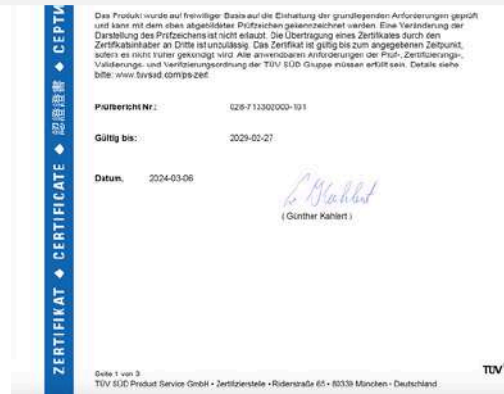 Das Produkt wurde auf freiwilliger Basis auf die Einhaltung der grundlegenden Anforderungen geprüft
und kann mit dem oben abgebildeten Prüfzeichen gekennzeichnet werden. Eine Veränderung der
Darstellung des Prüfzeichens ist nicht erlaubt. Die Übertragung eines Zertifikates durch den
Zertifikatsinhaber an Dritte ist unzulässig. Das Zertifikat ist gültig bis zum angegebenen Zeitpunkt,
sofern es nicht früher gekündigt wird. Alle anwendbaren Anforderungen der Prüf-, Zertifizierungs-,
Validierungs- und Verifizierungsordnung der TÜV SÜD Gruppe müssen erfüllt sein. Details siehe
bitte: www.tuvsud.com/ps-zert
Prüfbericht Nr.: 028-713302000-101
Gültig bis: 2029-02-27
Datum, 2024-03-06
( Günther Kahlert )
Seite 1 von 3
TÜV SÜD Product Service GmbH • Zertifizierstelle • Ridlerstraße 65 • 80339 München • Deutschland
TÜV
ZERTIFIKAT ◆ CERTIFICATE ◆ 認證證書 ◆